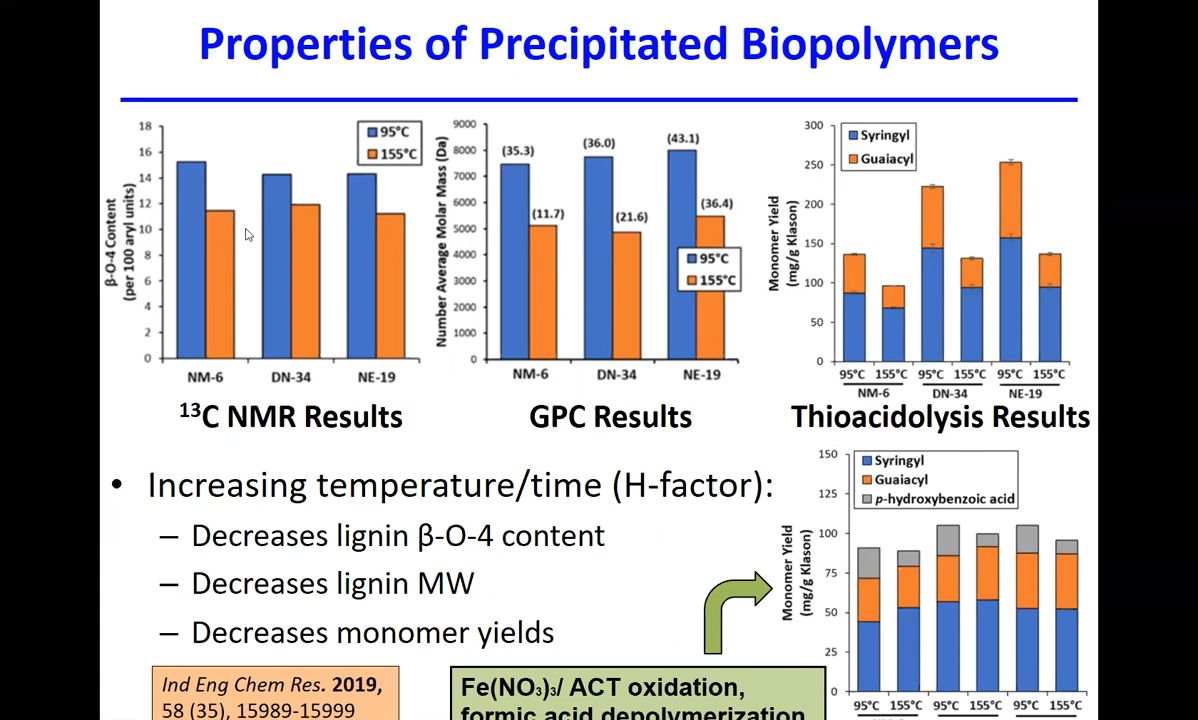 Properties of Precipitated Biopolymers
18
16
14
12
10
8
6
4
2
0
β-O-4 Content
(per 100 aryl units)
95°C
155°C
NM-6 DN-34 NE-19
13C NMR Results
9000
8000
7000
6000
5000
4000
3000
2000
1000
0
Number Average Molar Mass (Da)
(35.3) (36.0) (43.1)
(11.7) (21.6) (36.4)
95°C
155°C
NM-6 DN-34 NE-19
GPC Results
300
250
200
150
100
50
0
Monomer Yield
(mg/g Klason)
Syringyl
Guaiacyl
95°C 155°C 95°C 155°C 95°C 155°C
NM-6 DN-34 NE-19
Thioacidolysis Results
• Increasing temperature/time (H-factor):
– Decreases lignin β-O-4 content
– Decreases lignin MW
– Decreases monomer yields
150
125
100
75
50
25
0
Monomer Yield
(mg/g Klason)
Syringyl
Guaiacyl
p-hydroxybenzoic acid
95°C 155°C 95°C 155°C 95°C 155°C
Ind Eng Chem Res. 2019,
58 (35), 15989-15999
Fe(NO₃)₃/ ACT oxidation,
formic acid depolymerization